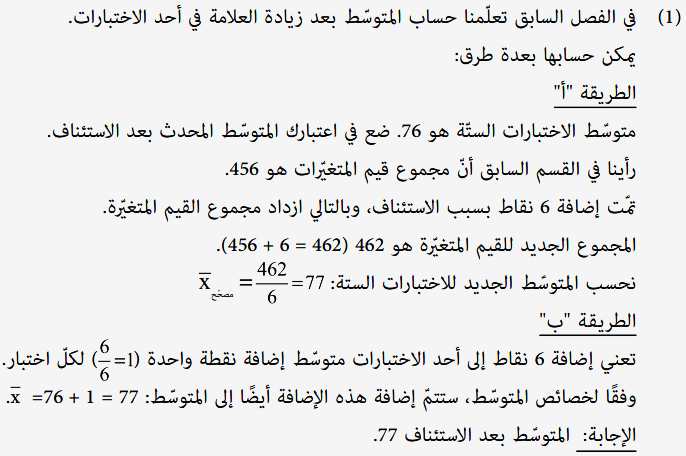 (1) في الفصل السابق تعلّمنا حساب المتوسّط بعد زيادة العلامة في أحد الاختبارات.
يمكن حسابها بعدة طرق:
الطريقة "أ"
متوسّط الاختبارات الستّة هو 76. ضع في اعتبارك المتوسّط المحدث بعد الاستئناف.
رأينا في القسم السابق أنّ مجموع قيم المتغيّرات هو 456.
تمّت إضافة 6 نقاط بسبب الاستئناف، وبالتالي ازداد مجموع القيم المتغيّرة.
المجموع الجديد للقيم المتغيرة هو 462 (462 = 6 + 456).
نحسب المتوسّط الجديد للاختبارات الستة: x̄ مصحّح = 462/6 = 77
الطريقة "ب"
تعني إضافة 6 نقاط إلى أحد الاختبارات متوسّط إضافة نقطة واحدة (6/6 = 1) لكلّ اختبار.
وفقًا لخصائص المتوسّط، ستتمّ إضافة هذه الإضافة أيضًا إلى المتوسّط: x̄ = 76 + 1 = 77.
الإجابة: المتوسّط بعد الاستئناف 77.